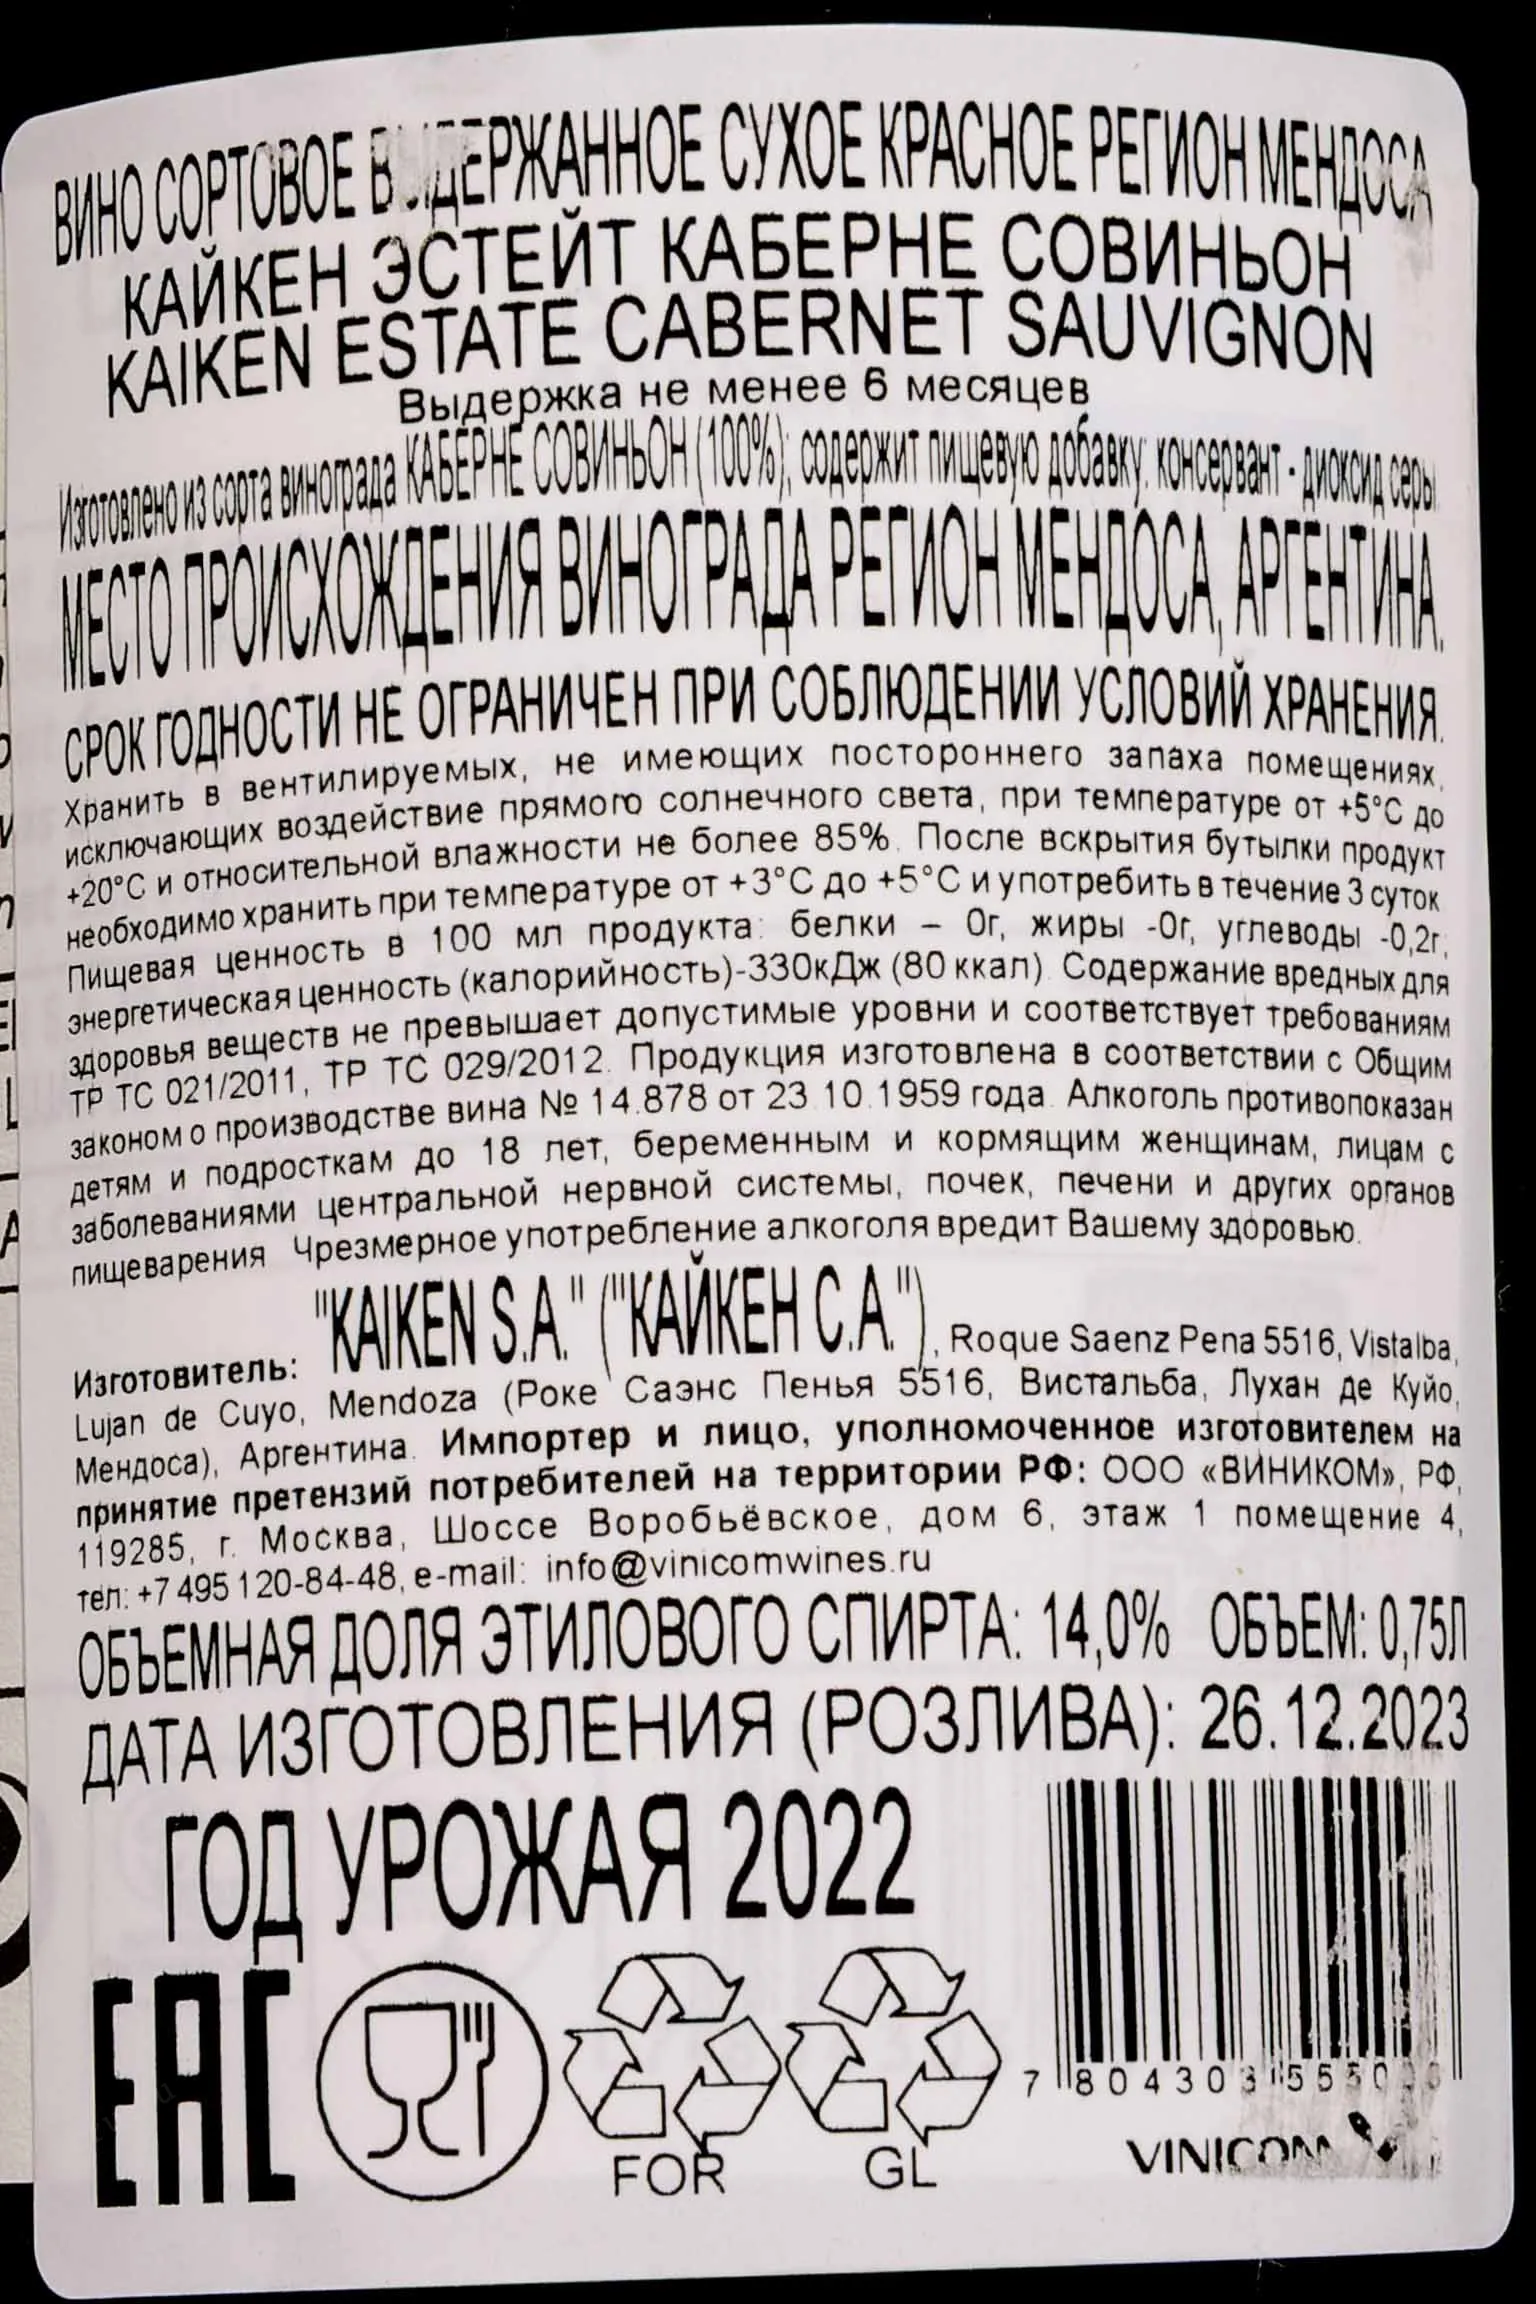 ВИНО СОРТОВОЕ ВЫДЕРЖАННОЕ СУХОЕ КРАСНОЕ РЕГИОН МЕНДОСА
КАЙКЕН ЭСТЕЙТ КАБЕРНЕ СОВИНЬОН
KAIKEN ESTATE CABERNET SAUVIGNON
Выдержка не менее 6 месяцев
Изготовлено из сорта винограда КАБЕРНЕ СОВИНЬОН (100%); содержит пищевую добавку: консервант - диоксид серы
МЕСТО ПРОИСХОЖДЕНИЯ ВИНОГРАДА РЕГИОН МЕНДОСА, АРГЕНТИНА.
СРОК ГОДНОСТИ НЕ ОГРАНИЧЕН ПРИ СОБЛЮДЕНИИ УСЛОВИЙ ХРАНЕНИЯ.
Хранить в вентилируемых, не имеющих постороннего запаха помещениях,
исключающих воздействие прямого солнечного света, при температуре от +5°С до
+20°С и относительной влажности не более 85%. После вскрытия бутылки продукт
необходимо хранить при температуре от +3°С до +5°С и употребить в течение 3 суток.
Пищевая ценность в 100 мл продукта: белки – 0г, жиры -0г, углеводы -0,2г;
энергетическая ценность (калорийность)-330кДж (80 ккал). Содержание вредных для
здоровья веществ не превышает допустимые уровни и соответствует требованиям
ТР ТС 021/2011, ТР ТС 029/2012. Продукция изготовлена в соответствии с Общим
законом о производстве вина № 14.878 от 23.10.1959 года. Алкоголь противопоказан
детям и подросткам до 18 лет, беременным и кормящим женщинам, лицам с
заболеваниями центральной нервной системы, почек, печени и других органов
пищеварения. Чрезмерное употребление алкоголя вредит Вашему здоровью.
Изготовитель: "KAIKEN S.A." ("КАЙКЕН С.А."), Roque Saenz Pena 5516, Vistalba,
Lujan de Cuyo, Mendoza (Роке Саэнс Пенья 5516, Вистальба, Лухан де Куйо,
Мендоса), Аргентина. Импортер и лицо, уполномоченное изготовителем на
принятие претензий потребителей на территории РФ: ООО «ВИНИКОМ», РФ,
119285, г. Москва, Шоссе Воробьёвское, дом 6, этаж 1 помещение 4,
тел: +7 495 120-84-48, e-mail: info@vinicomwines.ru
ОБЪЕМНАЯ ДОЛЯ ЭТИЛОВОГО СПИРТА: 14,0% ОБЪЕМ: 0,75Л
ДАТА ИЗГОТОВЛЕНИЯ (РОЗЛИВА): 26.12.2023
ГОД УРОЖАЯ 2022
EAC
FOR
GL
7 804303
VINICOM